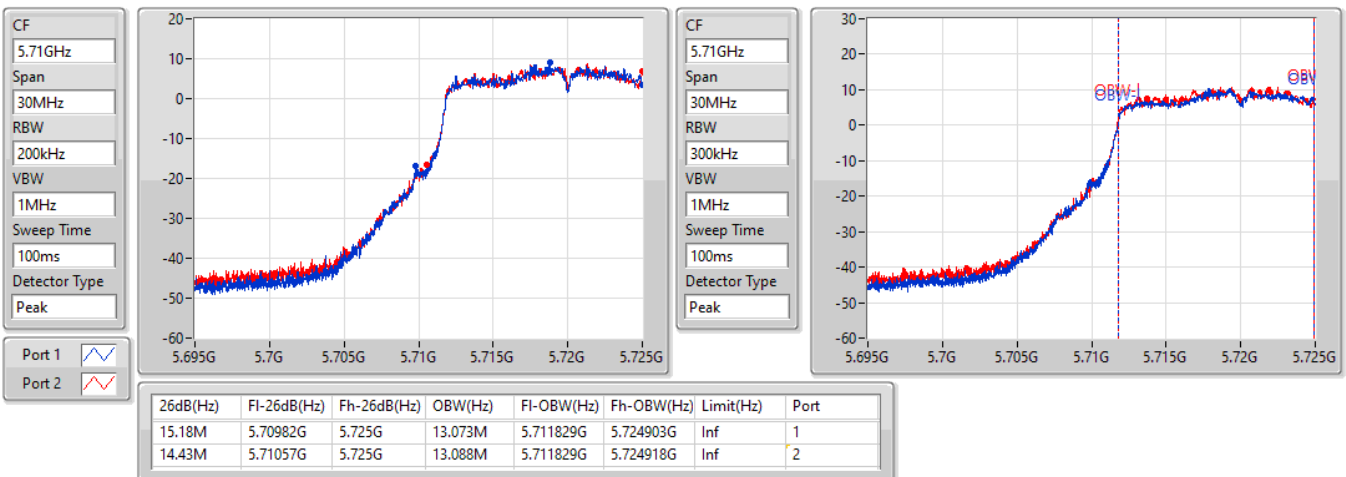 CF
5.71GHz
Span
30MHz
RBW
200kHz
VBW
1MHz
Sweep Time
100ms
Detector Type
Peak
Port 1
Port 2
20
10
0
-10
-20
-30
-40
-50
-60
5.695G 5.7G 5.705G 5.71G 5.715G 5.72G 5.725G
CF
5.71GHz
Span
30MHz
RBW
300kHz
VBW
1MHz
Sweep Time
100ms
Detector Type
Peak
30
20
10
0
-10
-20
-30
-40
-50
-60
OBW-l
OBW
5.695G 5.7G 5.705G 5.71G 5.715G 5.72G 5.725G
26dB(Hz) Fl-26dB(Hz) Fh-26dB(Hz) OBW(Hz) Fl-OBW(Hz) Fh-OBW(Hz) Limit(Hz) Port
15.18M 5.70982G 5.725G 13.073M 5.711829G 5.724903G Inf 1
14.43M 5.71057G 5.725G 13.088M 5.711829G 5.724918G Inf 2